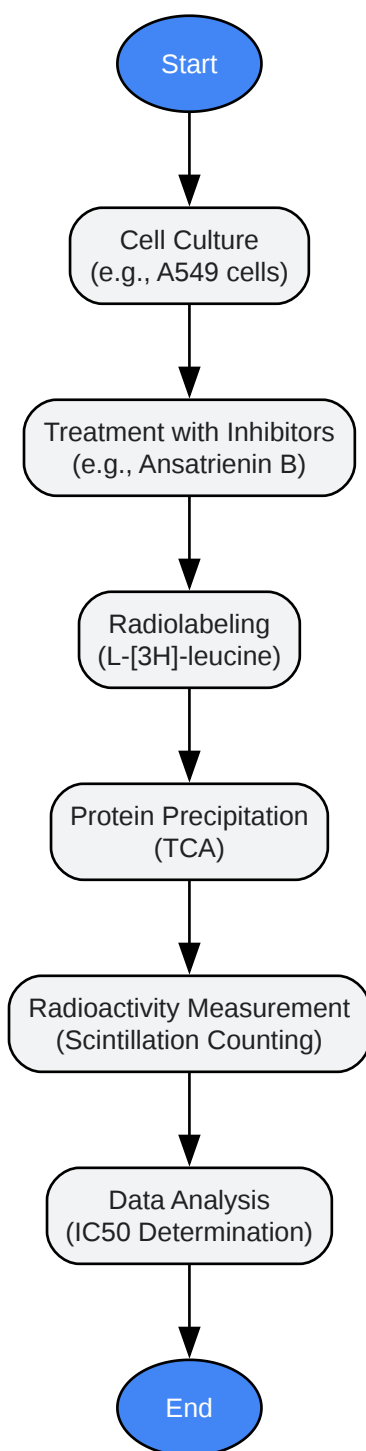 Start
Cell Culture
(e.g., A549 cells)
Treatment with Inhibitors
(e.g., Ansatrienin B)
Radiolabeling
(L-[3H]-leucine)
Protein Precipitation
(TCA)
Radioactivity Measurement
(Scintillation Counting)
Data Analysis
(IC50 Determination)
End